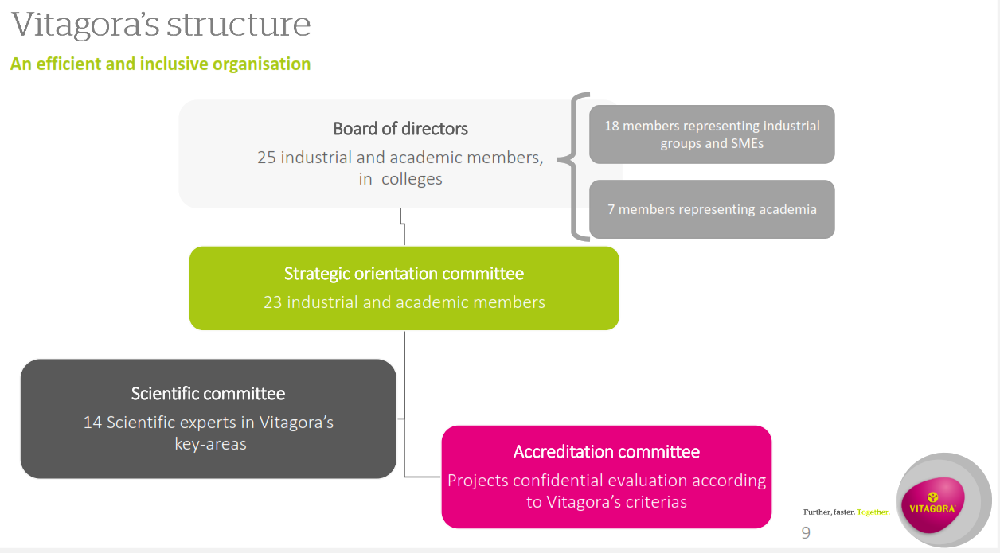 Vitagora's structure
An efficient and inclusive organisation
Board of directors
25 industrial and academic members,
in colleges
18 members representing industrial
groups and SMEs
7 members representing academia
Strategic orientation committee
23 industrial and academic members
Scientific committee
14 Scientific experts in Vitagora's
key-areas
Accreditation committee
Projects confidential evaluation according
to Vitagora's criterias
Further, faster. Together.
VITAGORA
9